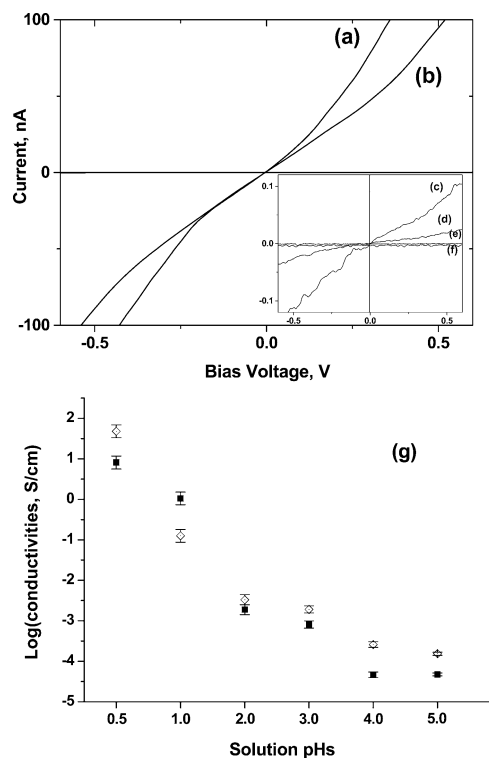 100
(a)
(b)
Current, nA
0
0.1
(c)
(d)
0.0
(e)
(f)
-0.1
-0.5
0.0
0.5
-100
-0.5
0.0
0.5
Bias Voltage, V
2
(g)
1
0
-1
-2
-3
-4
-5
Log(conductivities, S/cm)
0.5
1.0
2.0
3.0
4.0
5.0
Solution pHs